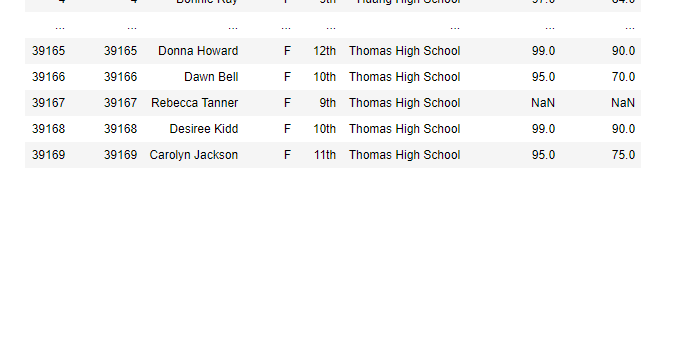 4 4 Bonnie Ray F 9th Huang High School 97.0 84.0
... ... ... ... ... ... ... ...
39165 39165 Donna Howard F 12th Thomas High School 99.0 90.0
39166 39166 Dawn Bell F 10th Thomas High School 95.0 70.0
39167 39167 Rebecca Tanner F 9th Thomas High School NaN NaN
39168 39168 Desiree Kidd F 10th Thomas High School 99.0 90.0
39169 39169 Carolyn Jackson F 11th Thomas High School 95.0 75.0